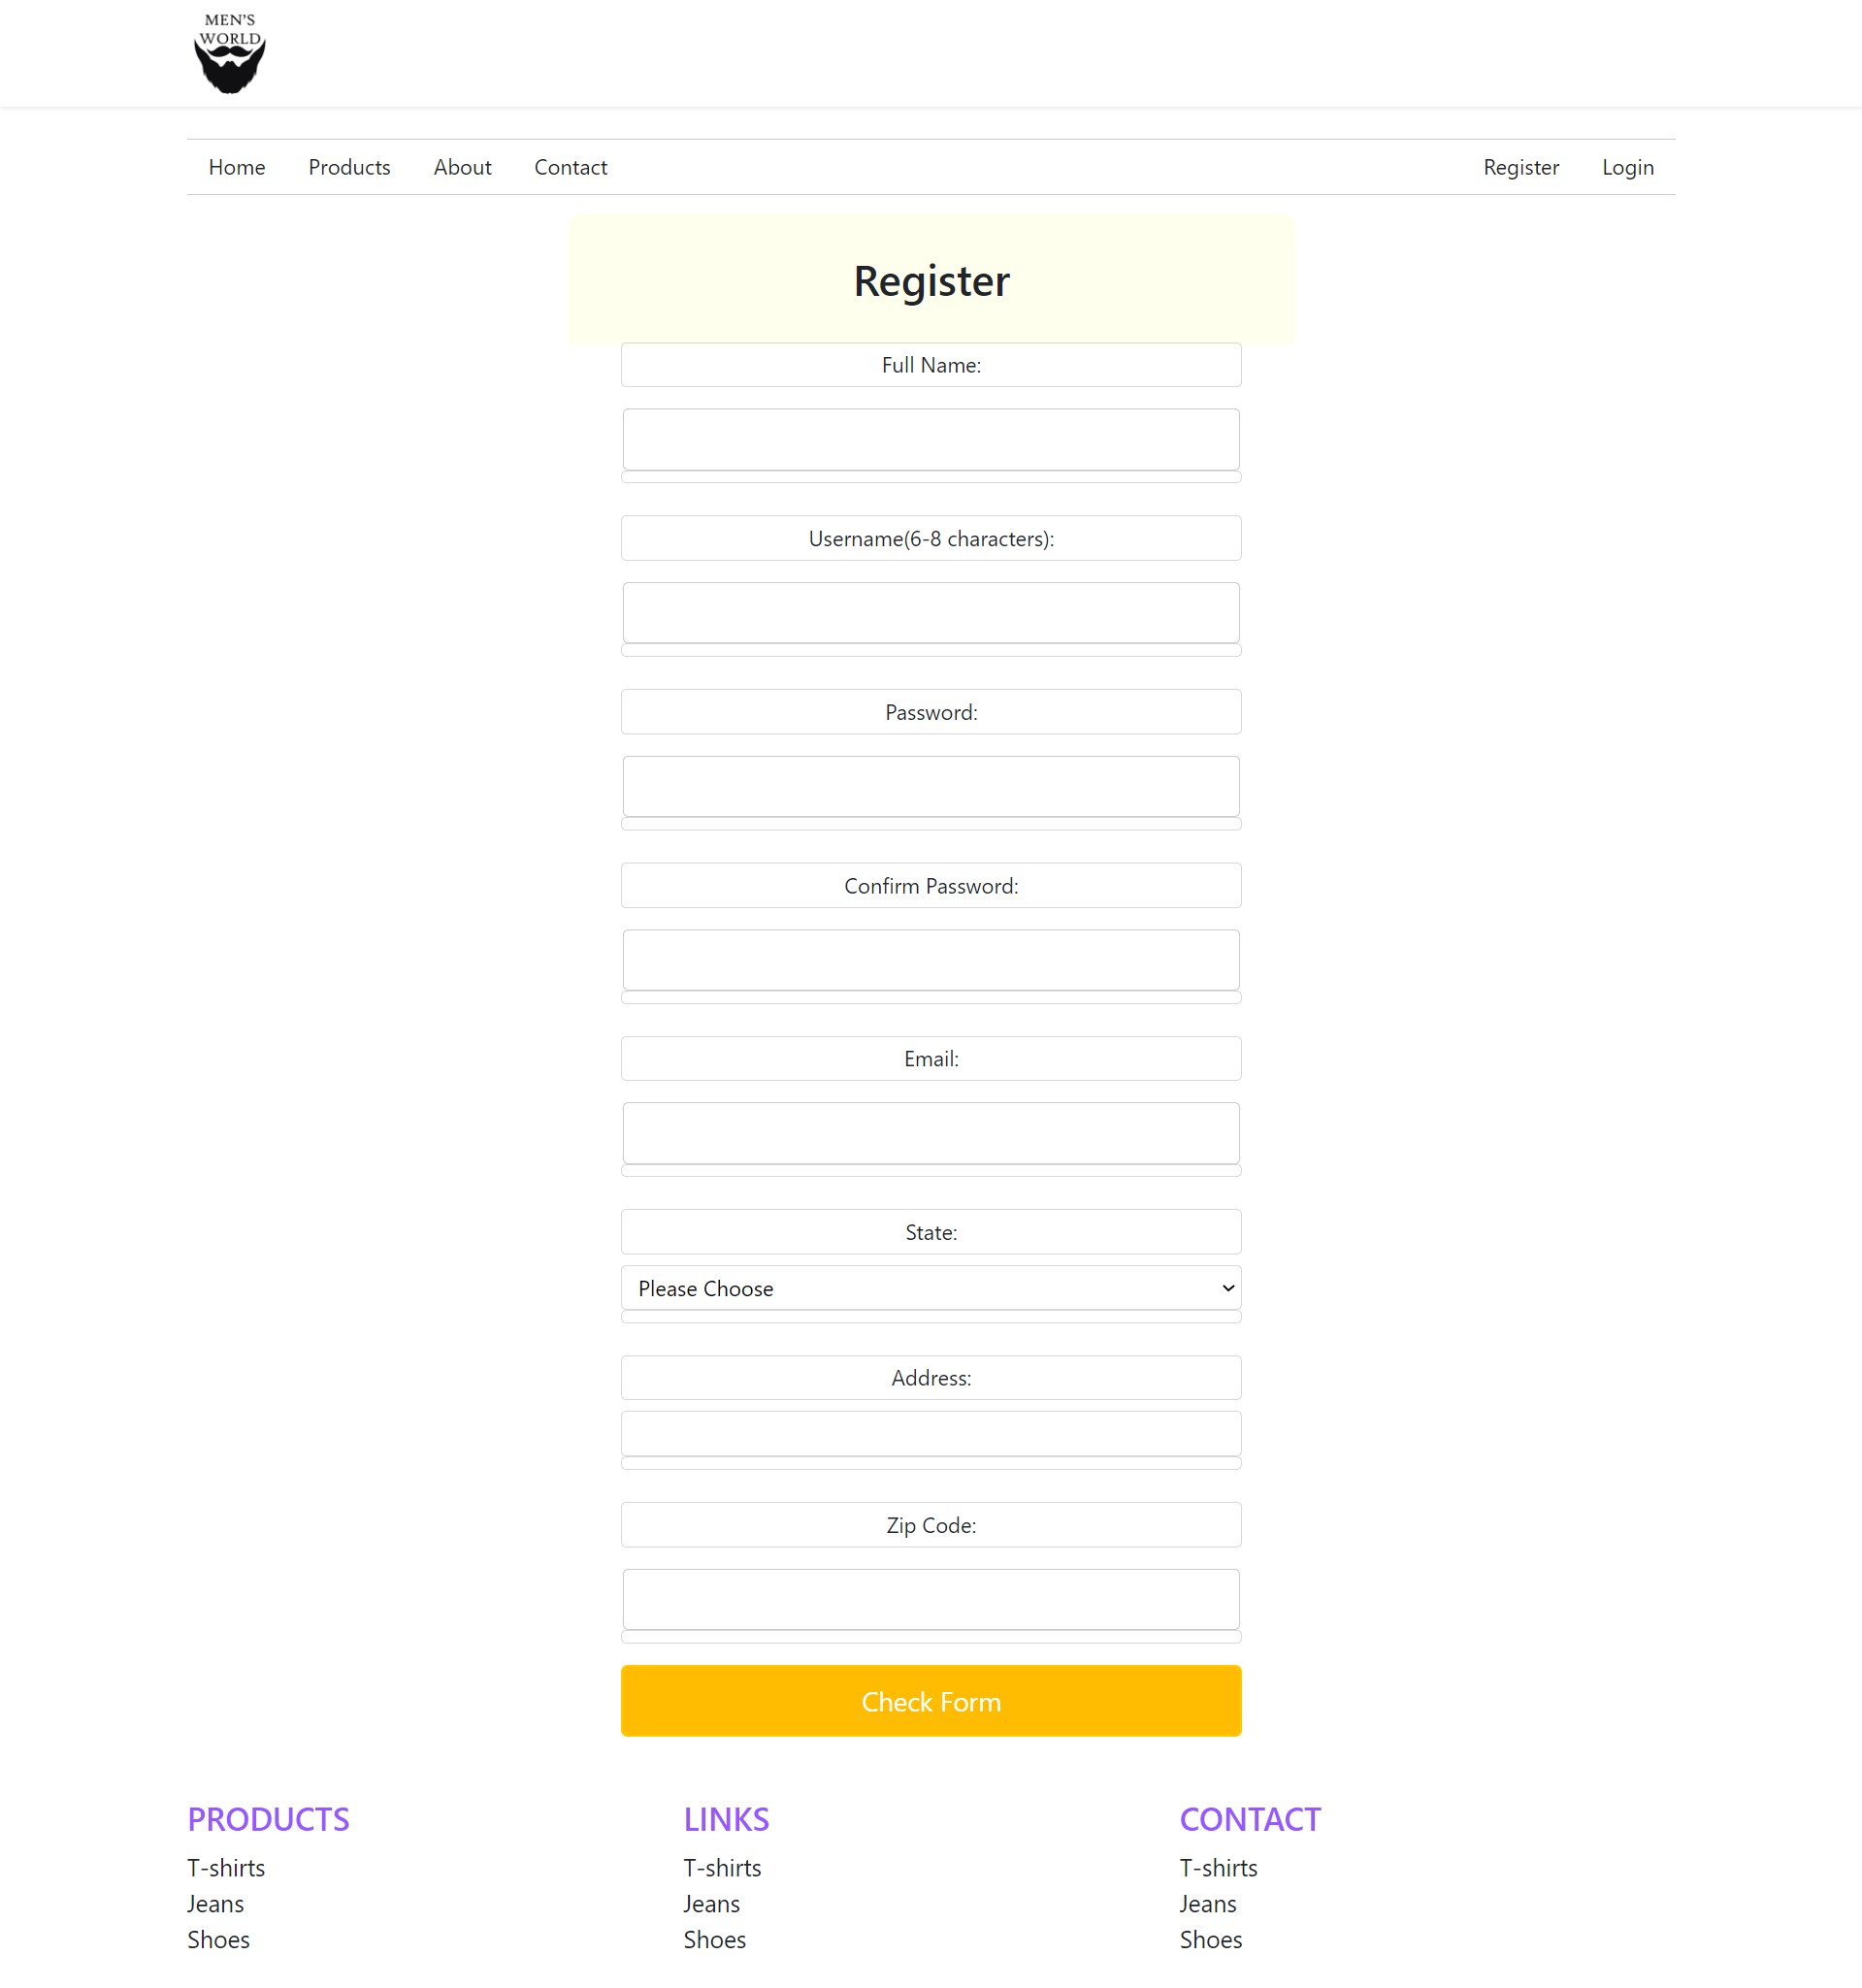 MEN'S
WORLD
Home Products About Contact Register Login
Register
Full Name:
Username(6-8 characters):
Password:
Confirm Password:
Email:
State:
Please Choose
Address:
Zip Code:
Check Form
PRODUCTS LINKS CONTACT
T-shirts T-shirts T-shirts
Jeans Jeans Jeans
Shoes Shoes Shoes